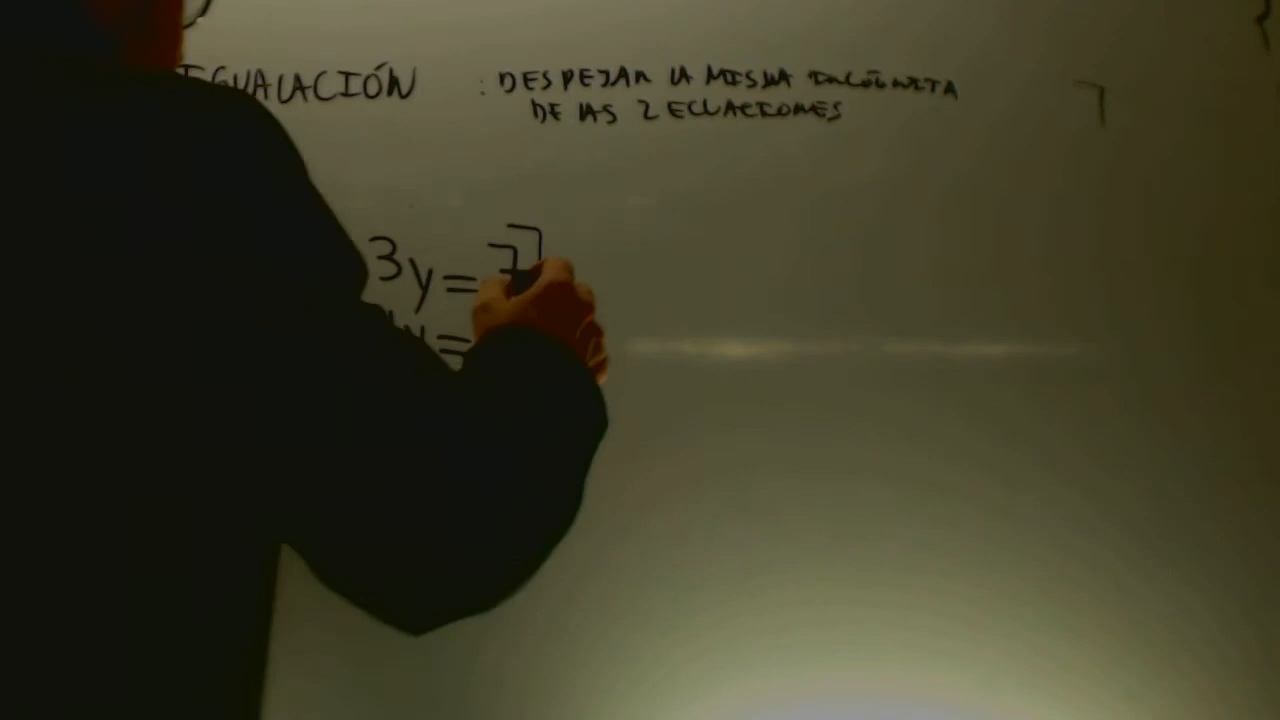 IGUALACIÓN : DESPEJAR LA MISMA INCÓGNITA
DE LAS 2 ECUACIONES
3y = 7
y =